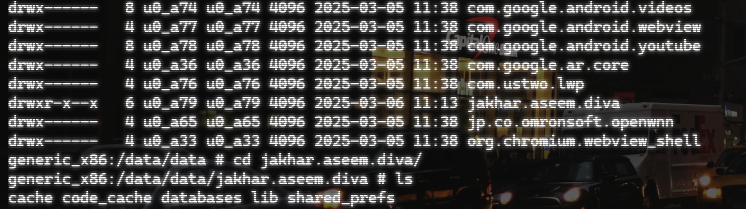 drwx------   8 u0_a74 u0_a74 4096 2025-03-05 11:38 com.google.android.videos
drwx------   4 u0_a77 u0_a77 4096 2025-03-05 11:38 com.google.android.webview
drwx------   8 u0_a78 u0_a78 4096 2025-03-05 11:38 com.google.android.youtube
drwx------   4 u0_a36 u0_a36 4096 2025-03-05 11:38 com.google.ar.core
drwx------   4 u0_a76 u0_a76 4096 2025-03-05 11:38 com.ustwo.lwp
drwxr-x--x   6 u0_a79 u0_a79 4096 2025-03-06 11:13 jakhar.aseem.diva
drwx------   4 u0_a65 u0_a65 4096 2025-03-05 11:38 jp.co.omronsoft.openwnn
drwx------   4 u0_a33 u0_a33 4096 2025-03-05 11:38 org.chromium.webview_shell
generic_x86:/data/data # cd jakhar.aseem.diva/
generic_x86:/data/data/jakhar.aseem.diva # ls
cache code_cache databases lib shared_prefs